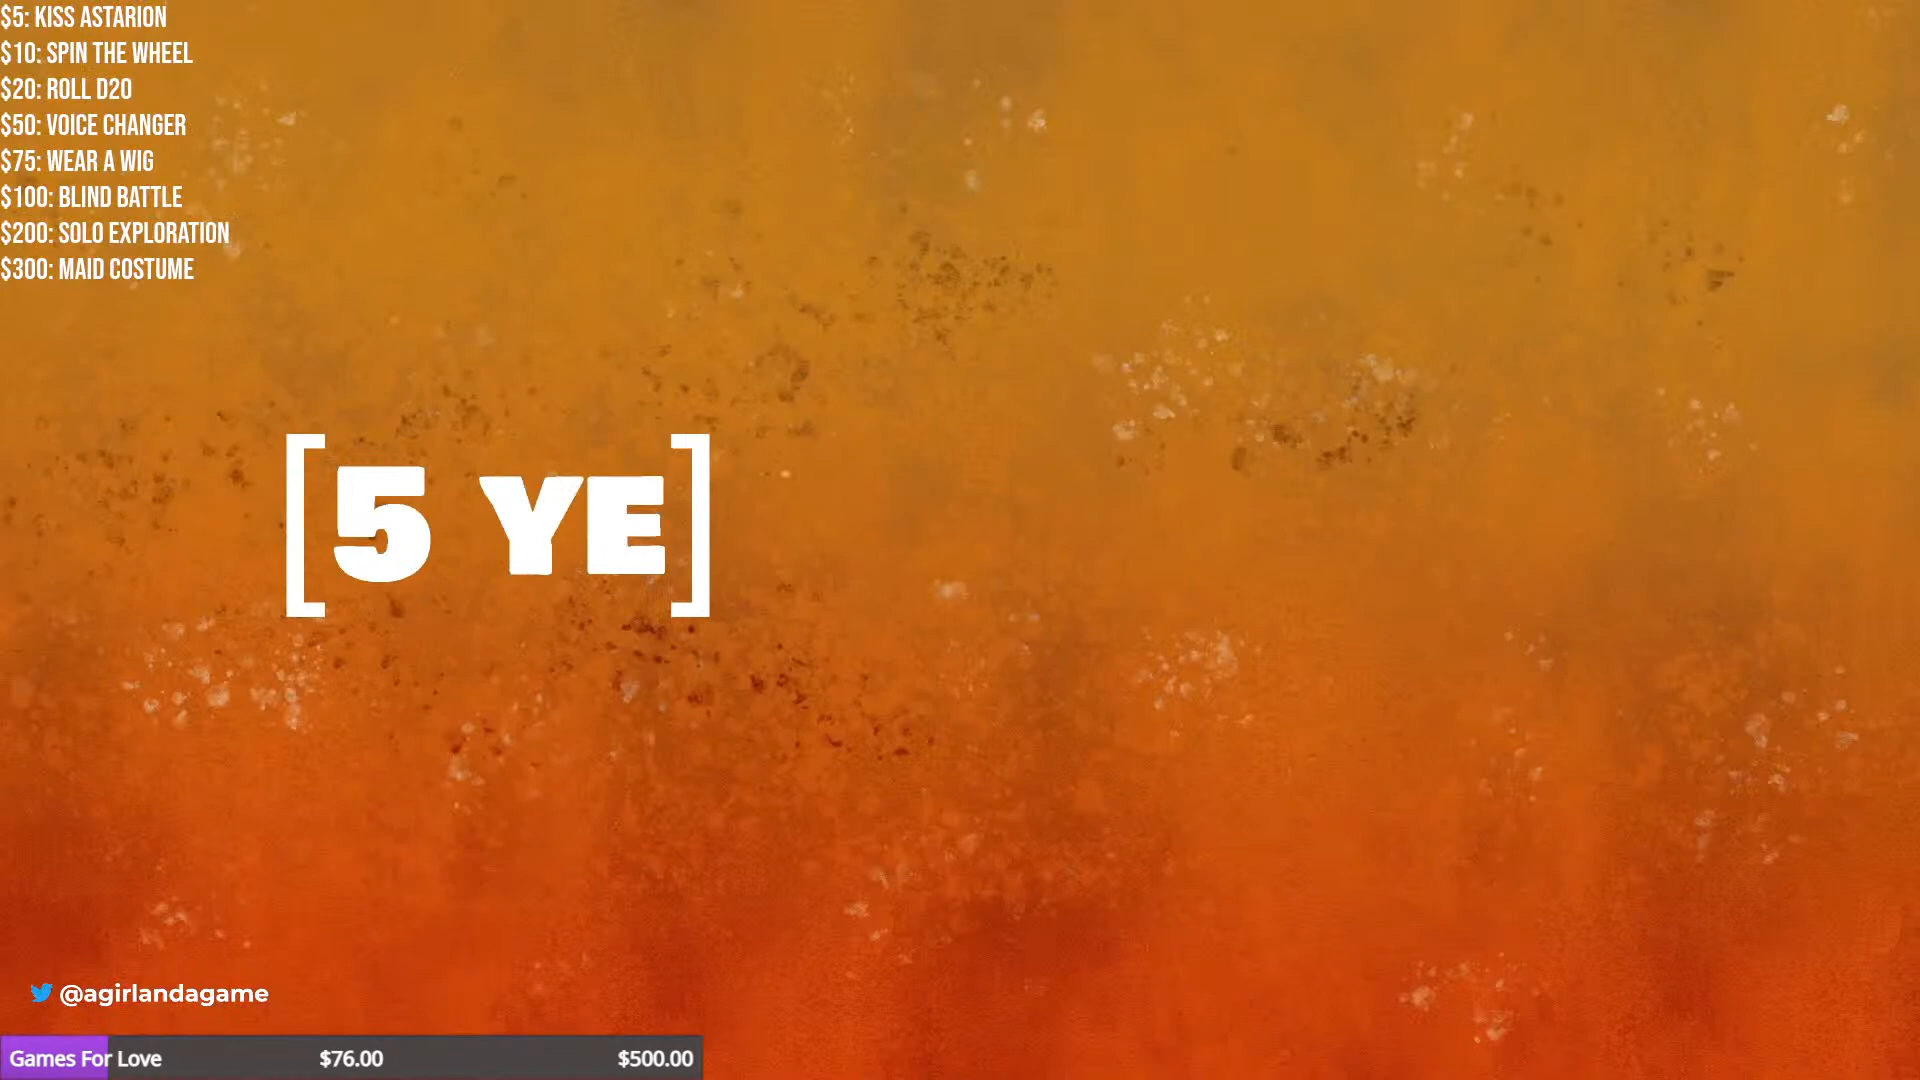 $5: KISS ASTARION
$10: SPIN THE WHEEL
$20: ROLL D20
$50: VOICE CHANGER
$75: WEAR A WIG
$100: BLIND BATTLE
$200: SOLO EXPLORATION
$300: MAID COSTUME
[5 YE]
@agirlandagame
Games For Love $76.00 $500.00